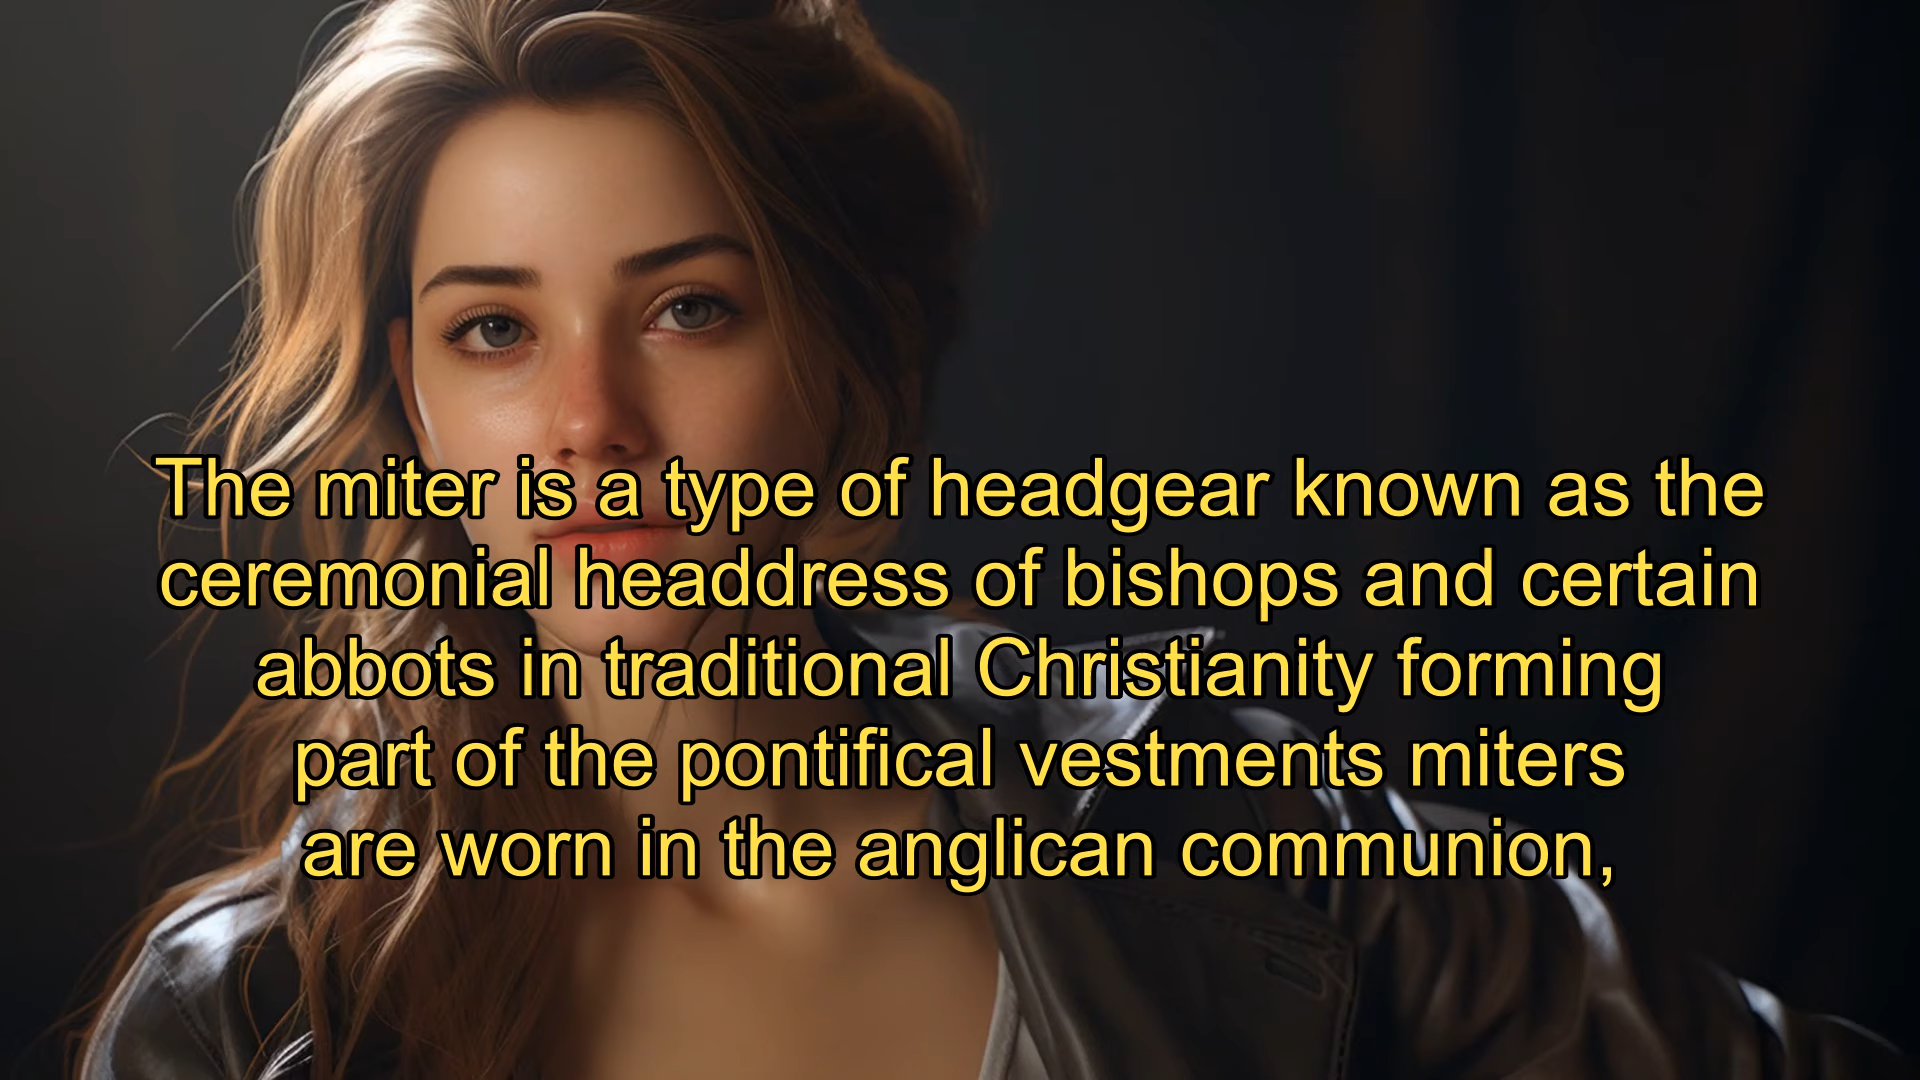 The miter is a type of headgear known as the
ceremonial headdress of bishops and certain
abbots in traditional Christianity forming
part of the pontifical vestments miters
are worn in the anglican communion,